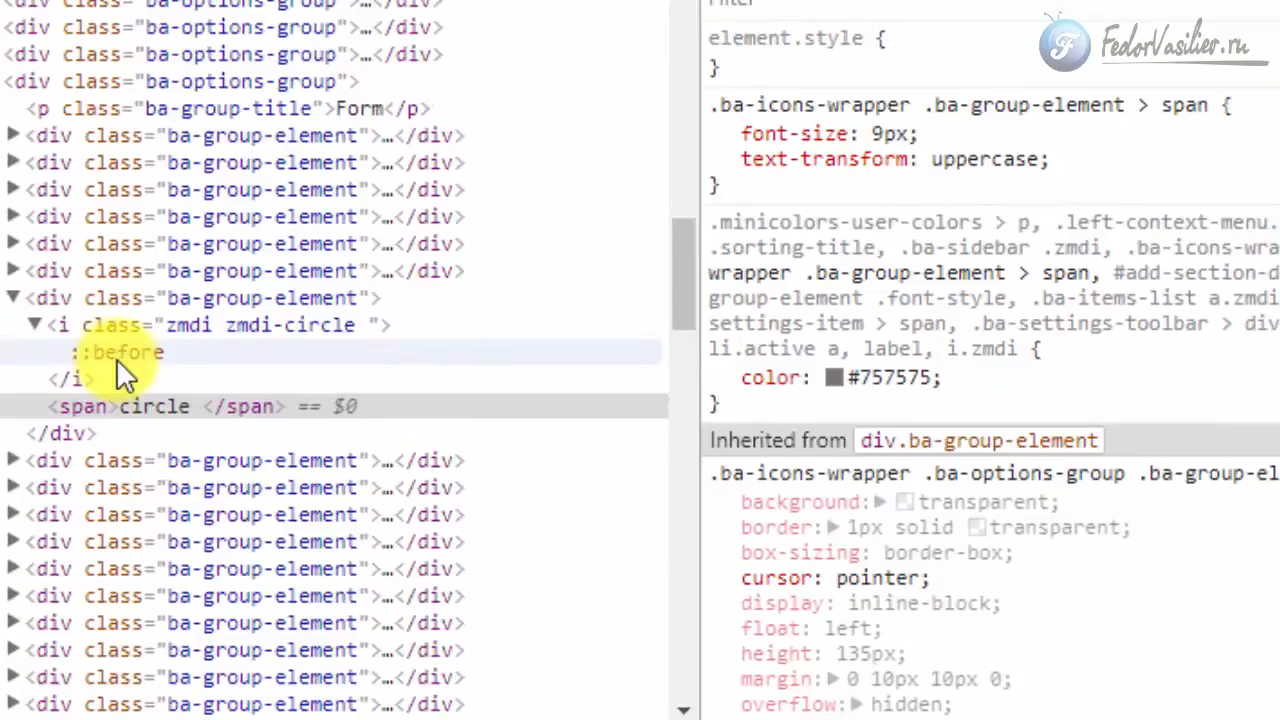 <div class="ba-options-group">…</div>
<div class="ba-options-group">…</div>
<div class="ba-options-group">…</div>
<div class="ba-options-group">
<p class="ba-group-title">Form</p>
<div class="ba-group-element">…</div>
<div class="ba-group-element">…</div>
<div class="ba-group-element">…</div>
<div class="ba-group-element">…</div>
<div class="ba-group-element">…</div>
<div class="ba-group-element">…</div>
<div class="ba-group-element">
<i class="zmdi zmdi-circle ">
::before
</i>
<span>circle </span> == $0
</div>
<div class="ba-group-element">…</div>
<div class="ba-group-element">…</div>
<div class="ba-group-element">…</div>
<div class="ba-group-element">…</div>
<div class="ba-group-element">…</div>
<div class="ba-group-element">…</div>
<div class="ba-group-element">…</div>
<div class="ba-group-element">…</div>
<div class="ba-group-element">…</div>
<div class="ba-group-element">…</div>
Filter
element.style {
}
FedorVasilier.ru
.ba-icons-wrapper .ba-group-element > span {
font-size: 9px;
text-transform: uppercase;
}
.minicolors-user-colors > p, .left-context-menu.
.sorting-title, .ba-sidebar .zmdi, .ba-icons-wra
wrapper .ba-group-element > span, #add-section-d
group-element .font-style, .ba-items-list a.zmdi
settings-item > span, .ba-settings-toolbar > div
li.active a, label, i.zmdi {
color: #757575;
}
Inherited from div.ba-group-element
.ba-icons-wrapper .ba-options-group .ba-group-el
background: transparent;
border: 1px solid transparent;
box-sizing: border-box;
cursor: pointer;
display: inline-block;
float: left;
height: 135px;
margin: 0 10px 10px 0;
overflow: hidden;